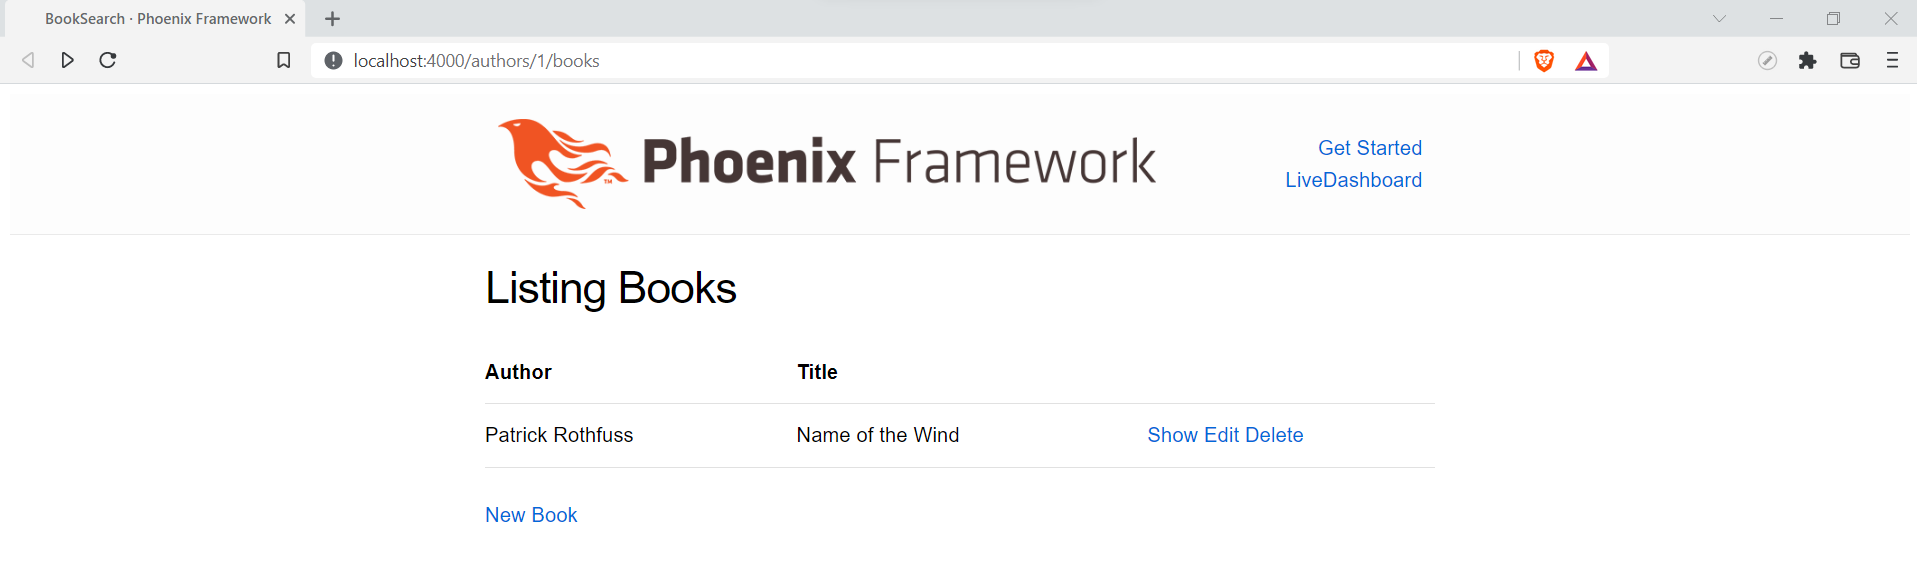 BookSearch · Phoenix Framework
localhost:4000/authors/1/books
Phoenix Framework
TM
Get Started
LiveDashboard
Listing Books
Author Title
Patrick Rothfuss Name of the Wind Show Edit Delete
New Book